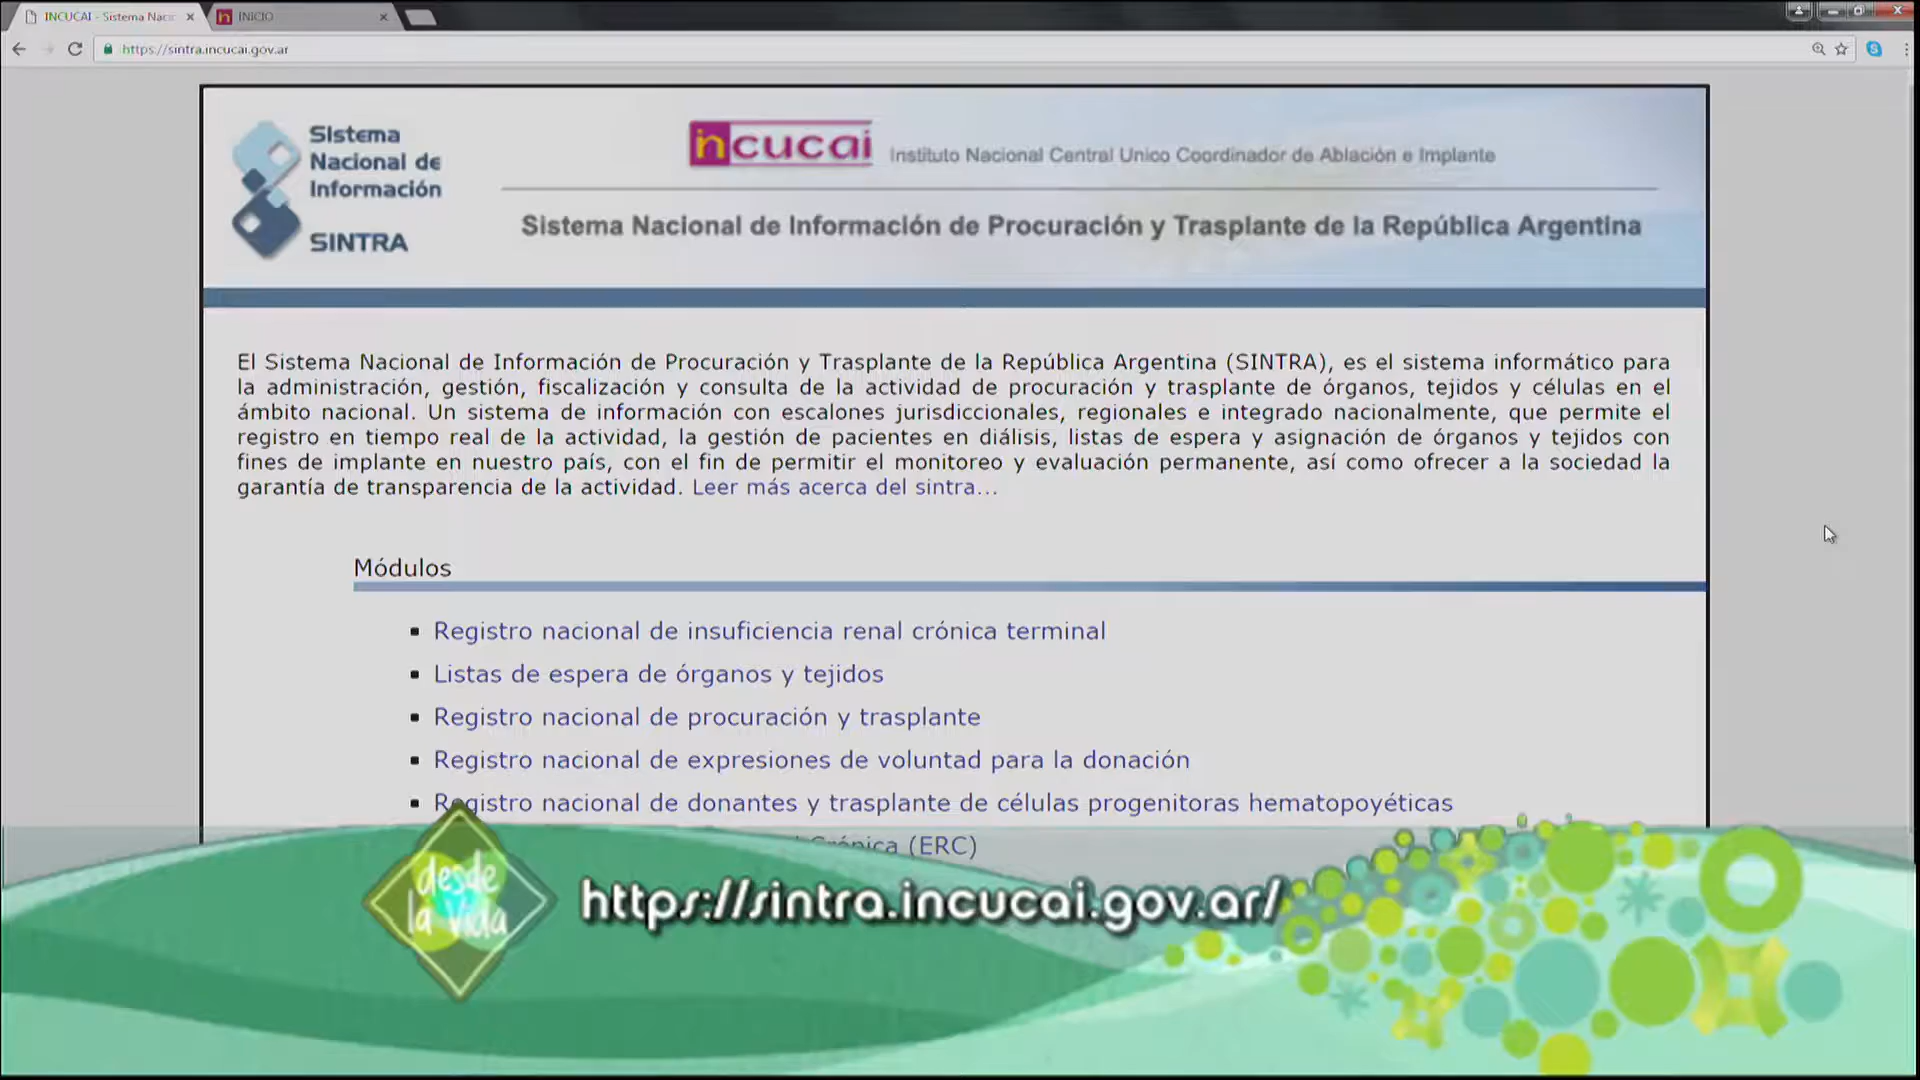 INCUCAI - Sistema Naci
INICIO
https://sintra.incucai.gov.ar
Sistema
Nacional de
Información
SINTRA
incucai Instituto Nacional Central Unico Coordinador de Ablación e Implante
Sistema Nacional de Información de Procuración y Trasplante de la República Argentina
El Sistema Nacional de Información de Procuración y Trasplante de la República Argentina (SINTRA), es el sistema informático para
la administración, gestión, fiscalización y consulta de la actividad de procuración y trasplante de órganos, tejidos y células en el
ámbito nacional. Un sistema de información con escalones jurisdiccionales, regionales e integrado nacionalmente, que permite el
registro en tiempo real de la actividad, la gestión de pacientes en diálisis, listas de espera y asignación de órganos y tejidos con
fines de implante en nuestro país, con el fin de permitir el monitoreo y evaluación permanente, así como ofrecer a la sociedad la
garantía de transparencia de la actividad. Leer más acerca del sintra...
Módulos
Registro nacional de insuficiencia renal crónica terminal
Listas de espera de órganos y tejidos
Registro nacional de procuración y trasplante
Registro nacional de expresiones de voluntad para la donación
Registro nacional de donantes y trasplante de células progenitoras hematopoyéticas
Crónica (ERC)
desde
la vida
https://sintra.incucai.gov.ar/